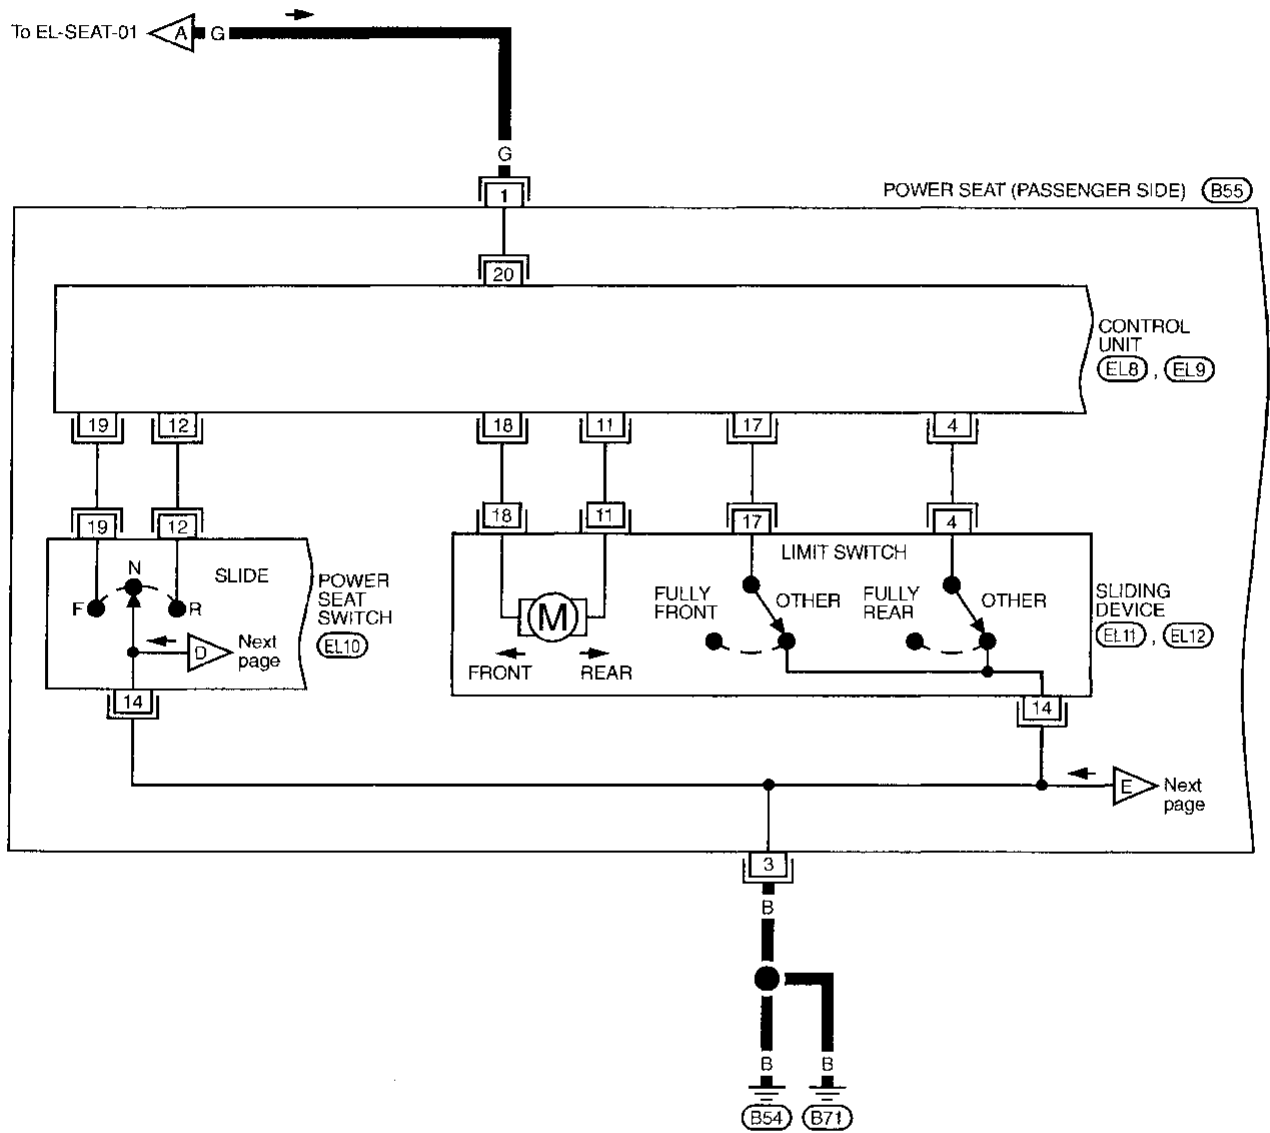 To EL-SEAT-01 A G
G
1
POWER SEAT (PASSENGER SIDE) B55
20
CONTROL
UNIT
EL8 , EL9
19 12 18 11 17 4
19 12 18 11 17 4
LIMIT SWITCH
N SLIDE
F R
POWER
SEAT
SWITCH
EL10
D Next
page
M
FRONT REAR
FULLY
FRONT
OTHER
FULLY
REAR
OTHER
SLIDING
DEVICE
EL11 , EL12
14 14
E Next
page
3
B
B B
B54 B71